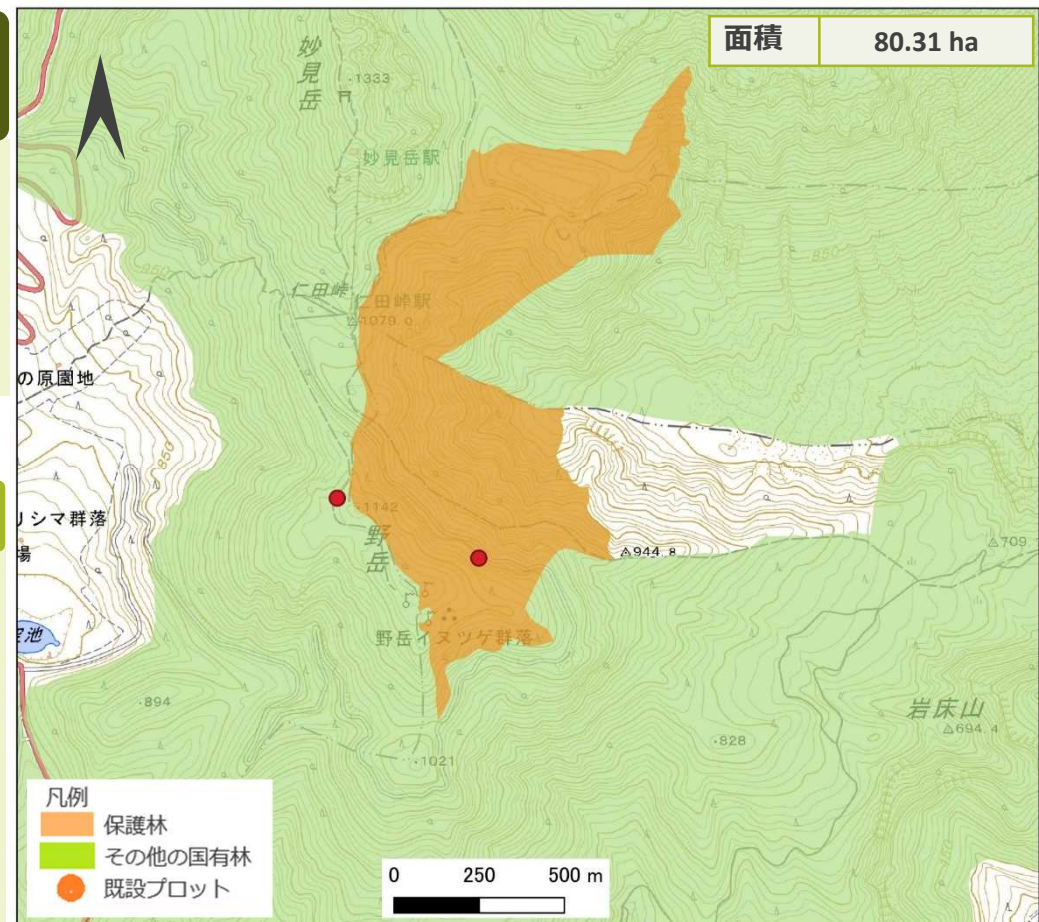 面積 80.31 ha
妙見岳
1333
妙見岳駅
850
850
仁田峠
仁田峠駅
1079.0
の原園地
850
リシマ群落
場
1142
野岳
944.8
709
野岳イヌツゲ群落
池
894
岩床山
694.4
828
1021
凡例
保護林
その他の国有林
既設プロット
0 250 500 m